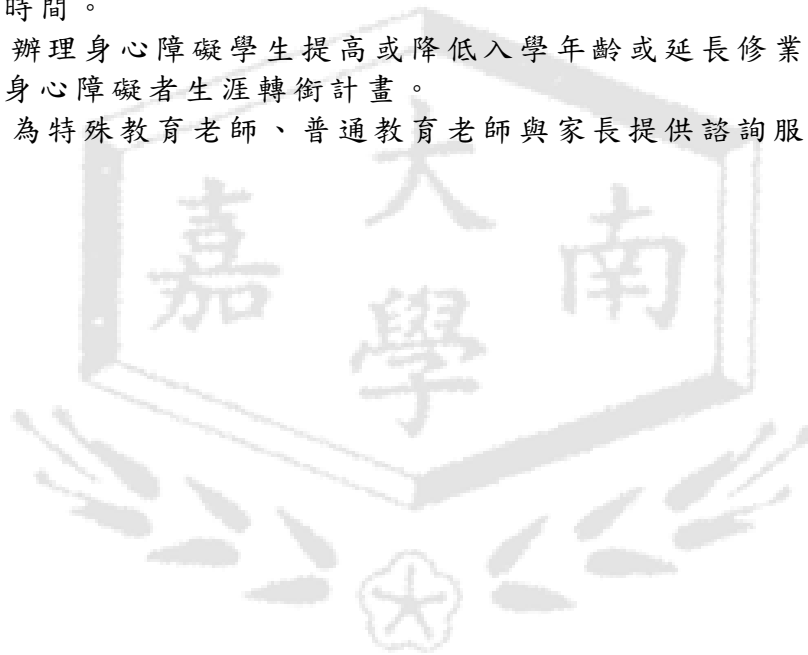 時間。
辦理身心障礙學生提高或降低入學年齡或延長修業
身心障礙者生涯轉銜計畫。
為特殊教育老師、普通教育老師與家長提供諮詢服
大
嘉 南
學